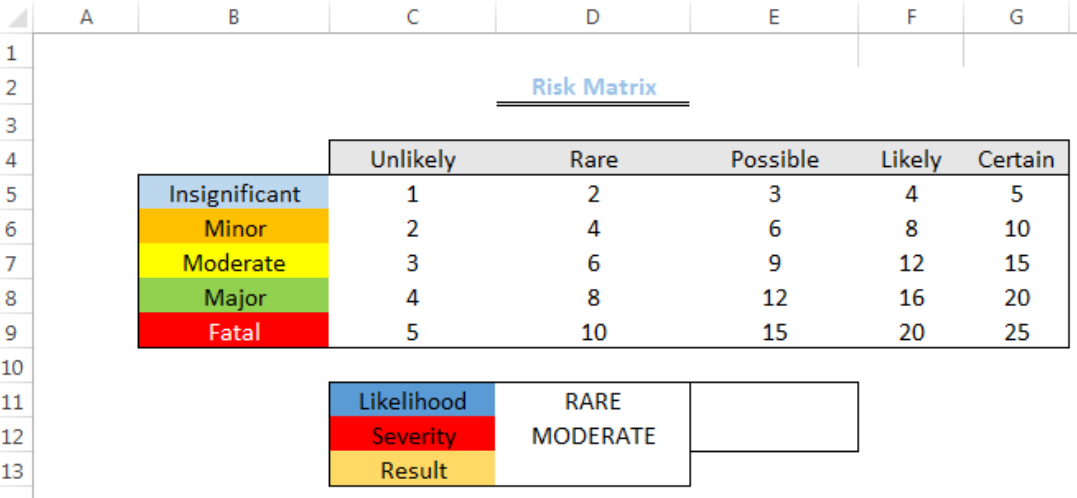 A B C D E F G
1
2 Risk Matrix
3
4 Unlikely Rare Possible Likely Certain
5 Insignificant 1 2 3 4 5
6 Minor 2 4 6 8 10
7 Moderate 3 6 9 12 15
8 Major 4 8 12 16 20
9 Fatal 5 10 15 20 25
10
11 Likelihood RARE
12 Severity MODERATE
13 Result